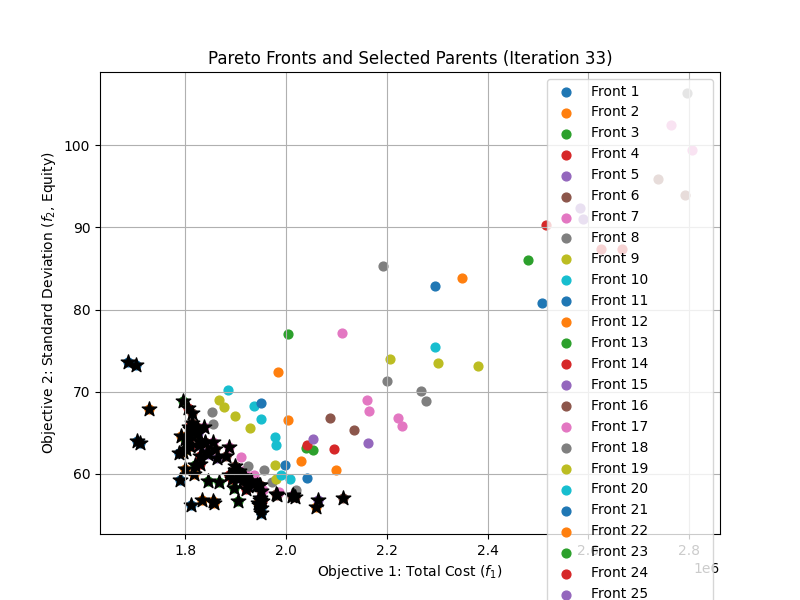 Pareto Fronts and Selected Parents (Iteration 33)
Objective 2: Standard Deviation (f₂, Equity)
100
90
80
70
60
1.8
2.0
2.2
2.4
2.8
1e6
Objective 1: Total Cost (f₁)
Front 1
Front 2
Front 3
Front 4
Front 5
Front 6
Front 7
Front 8
Front 9
Front 10
Front 11
Front 12
Front 13
Front 14
Front 15
Front 16
Front 17
Front 18
Front 19
Front 20
Front 21
Front 22
Front 23
Front 24
Front 25